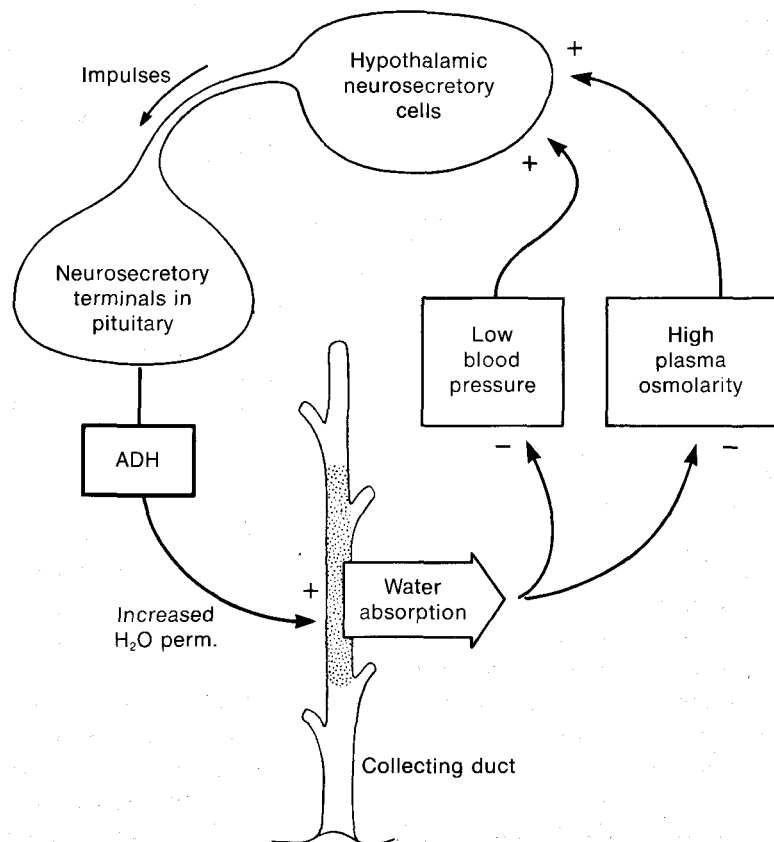 Impulses
Hypothalamic
neurosecretory
cells
+
+
Neurosecretory
terminals in
pituitary
Low
blood
pressure
High
plasma
osmolarity
−
−
ADH
+
Water
absorption
Increased
H₂O perm.
Collecting duct